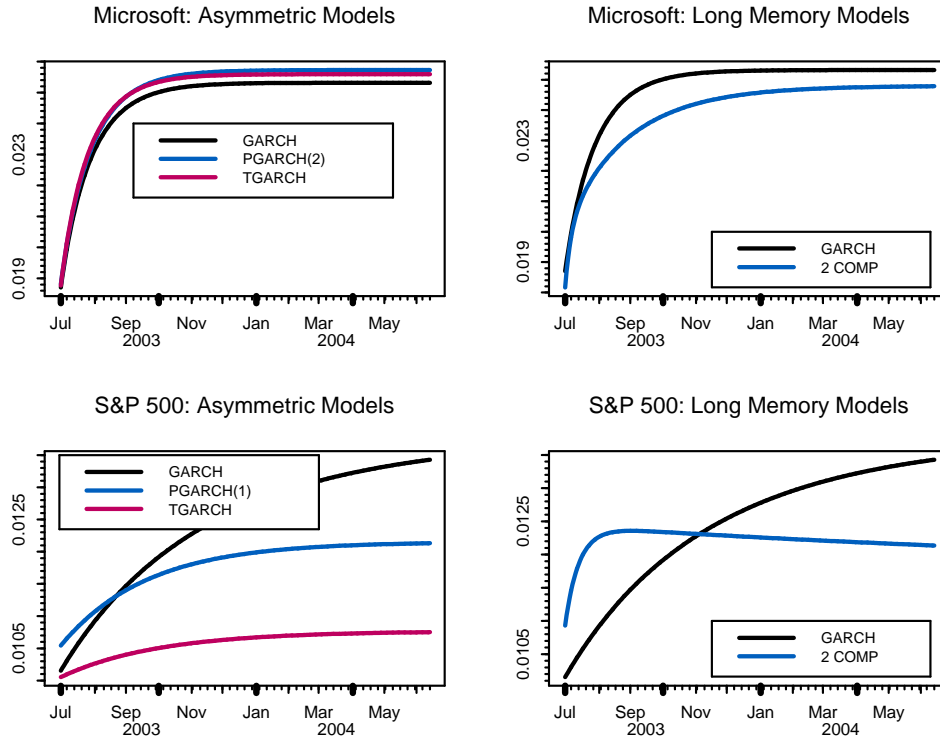 Microsoft: Asymmetric Models
0.023
0.019
GARCH
PGARCH(2)
TGARCH
Jul Sep Nov Jan Mar May
2003 2004
Microsoft: Long Memory Models
0.023
0.019
GARCH
2 COMP
Jul Sep Nov Jan Mar May
2003 2004
S&P 500: Asymmetric Models
0.0125
0.0105
GARCH
PGARCH(1)
TGARCH
Jul Sep Nov Jan Mar May
2003 2004
S&P 500: Long Memory Models
0.0125
0.0105
GARCH
2 COMP
Jul Sep Nov Jan Mar May
2003 2004